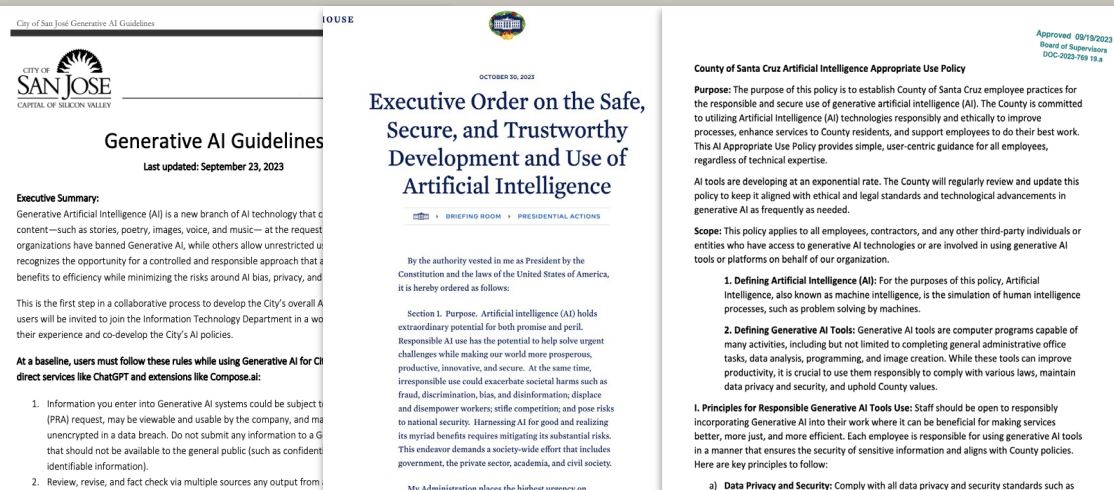 City of San José Generative AI Guidelines
CITY OF
SAN JOSE
CAPITAL OF SILICON VALLEY
Generative AI Guidelines
Last updated: September 23, 2023
Executive Summary:
Generative Artificial Intelligence (AI) is a new branch of AI technology that c
content—such as stories, poetry, images, voice, and music— at the request
organizations have banned Generative AI, while others allow unrestricted u
recognizes the opportunity for a controlled and responsible approach that a
benefits to efficiency while minimizing the risks around AI bias, privacy, and
This is the first step in a collaborative process to develop the City's overall A
users will be invited to join the Information Technology Department in a wo
their experience and co-develop the City's AI policies.
At a baseline, users must follow these rules while using Generative AI for Cit
direct services like ChatGPT and extensions like Compose.ai:
1. Information you enter into Generative AI systems could be subject t
(PRA) request, may be viewable and usable by the company, and ma
unencrypted in a data breach. Do not submit any information to a G
that should not be available to the general public (such as confident
identifiable information).
2. Review, revise, and fact check via multiple sources any output from
OUSE
OCTOBER 30, 2023
Executive Order on the Safe,
Secure, and Trustworthy
Development and Use of
Artificial Intelligence
BRIEFING ROOM
PRESIDENTIAL ACTIONS
By the authority vested in me as President by the
Constitution and the laws of the United States of America,
it is hereby ordered as follows:
Section 1. Purpose. Artificial intelligence (AI) holds
extraordinary potential for both promise and peril.
Responsible AI use has the potential to help solve urgent
challenges while making our world more prosperous,
productive, innovative, and secure. At the same time,
irresponsible use could exacerbate societal harms such as
fraud, discrimination, bias, and disinformation; displace
and disempower workers; stifle competition; and pose risks
to national security. Harnessing AI for good and realizing
its myriad benefits requires mitigating its substantial risks.
This endeavor demands a society-wide effort that includes
government, the private sector, academia, and civil society.
My Administration places the highest urgency on
Approved 09/19/2023
Board of Supervisors
DOC-2023-769 19.a
County of Santa Cruz Artificial Intelligence Appropriate Use Policy
Purpose: The purpose of this policy is to establish County of Santa Cruz employee practices for
the responsible and secure use of generative artificial intelligence (AI). The County is committed
to utilizing Artificial Intelligence (AI) technologies responsibly and ethically to improve
processes, enhance services to County residents, and support employees to do their best work.
This AI Appropriate Use Policy provides simple, user-centric guidance for all employees,
regardless of technical expertise.
AI tools are developing at an exponential rate. The County will regularly review and update this
policy to keep it aligned with ethical and legal standards and technological advancements in
generative AI as frequently as needed.
Scope: This policy applies to all employees, contractors, and any other third-party individuals or
entities who have access to generative AI technologies or are involved in using generative AI
tools or platforms on behalf of our organization.
1. Defining Artificial Intelligence (AI): For the purposes of this policy, Artificial
Intelligence, also known as machine intelligence, is the simulation of human intelligence
processes, such as problem solving by machines.
2. Defining Generative AI Tools: Generative AI tools are computer programs capable of
many activities, including but not limited to completing general administrative office
tasks, data analysis, programming, and image creation. While these tools can improve
productivity, it is crucial to use them responsibly to comply with various laws, maintain
data privacy and security, and uphold County values.
I. Principles for Responsible Generative AI Tools Use: Staff should be open to responsibly
incorporating Generative AI into their work where it can be beneficial for making services
better, more just, and more efficient. Each employee is responsible for using generative AI tools
in a manner that ensures the security of sensitive information and aligns with County policies.
Here are key principles to follow:
a) Data Privacy and Security: Comply with all data privacy and security standards such as